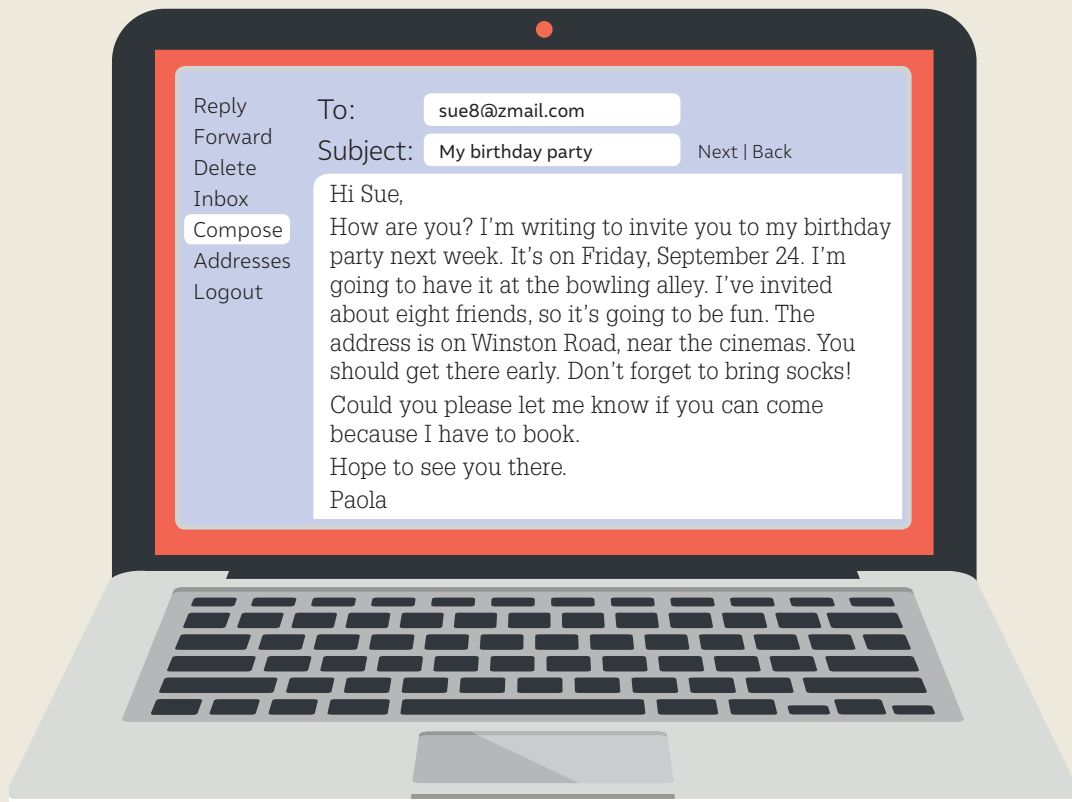 Reply
Forward
Delete
Inbox
Compose
Addresses
Logout
To: sue8@zmail.com
Subject: My birthday party Next | Back
Hi Sue,
How are you? I’m writing to invite you to my birthday
party next week. It’s on Friday, September 24. I’m
going to have it at the bowling alley. I’ve invited
about eight friends, so it’s going to be fun. The
address is on Winston Road, near the cinemas. You
should get there early. Don’t forget to bring socks!
Could you please let me know if you can come
because I have to book.
Hope to see you there.
Paola